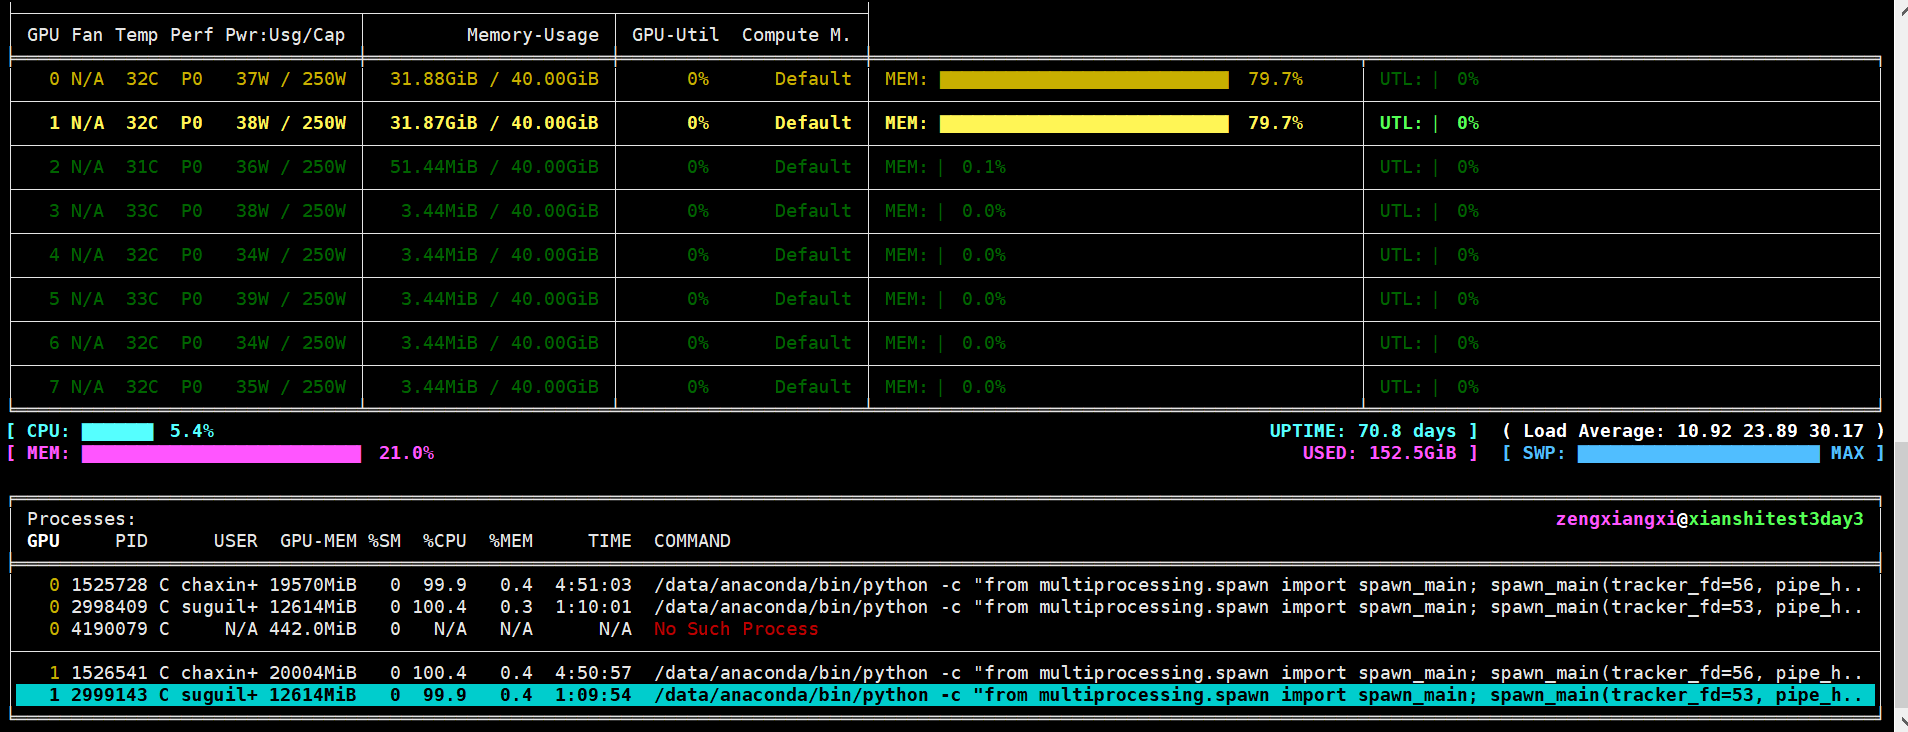 GPU Fan Temp Perf Pwr:Usg/Cap Memory-Usage GPU-Util Compute M.
0 N/A 32C P0 37W / 250W 31.88GiB / 40.00GiB 0% Default MEM: 79.7% UTL: | 0%
1 N/A 32C P0 38W / 250W 31.87GiB / 40.00GiB 0% Default MEM: 79.7% UTL: | 0%
2 N/A 31C P0 36W / 250W 51.44MiB / 40.00GiB 0% Default MEM: | 0.1% UTL: | 0%
3 N/A 33C P0 38W / 250W 3.44MiB / 40.00GiB 0% Default MEM: | 0.0% UTL: | 0%
4 N/A 32C P0 34W / 250W 3.44MiB / 40.00GiB 0% Default MEM: | 0.0% UTL: | 0%
5 N/A 33C P0 39W / 250W 3.44MiB / 40.00GiB 0% Default MEM: | 0.0% UTL: | 0%
6 N/A 32C P0 34W / 250W 3.44MiB / 40.00GiB 0% Default MEM: | 0.0% UTL: | 0%
7 N/A 32C P0 35W / 250W 3.44MiB / 40.00GiB 0% Default MEM: | 0.0% UTL: | 0%
[ CPU: 5.4% UPTIME: 70.8 days ] ( Load Average: 10.92 23.89 30.17 )
[ MEM: 21.0% USED: 152.5GiB ] [ SWP: MAX ]
Processes: zengxiangxi@xianshitest3day3
GPU PID USER GPU-MEM %SM %CPU %MEM TIME COMMAND
0 1525728 C chaxin+ 19570MiB 0 99.9 0.4 4:51:03 /data/anaconda/bin/python -c "from multiprocessing.spawn import spawn_main; spawn_main(tracker_fd=56, pipe_h..
0 2998409 C suguil+ 12614MiB 0 100.4 0.3 1:10:01 /data/anaconda/bin/python -c "from multiprocessing.spawn import spawn_main; spawn_main(tracker_fd=53, pipe_h..
0 4190079 C N/A 442.0MiB 0 N/A N/A N/A No Such Process
1 1526541 C chaxin+ 20004MiB 0 100.4 0.4 4:50:57 /data/anaconda/bin/python -c "from multiprocessing.spawn import spawn_main; spawn_main(tracker_fd=56, pipe_h..
1 2999143 C suguil+ 12614MiB 0 99.9 0.4 1:09:54 /data/anaconda/bin/python -c "from multiprocessing.spawn import spawn_main; spawn_main(tracker_fd=53, pipe_h..